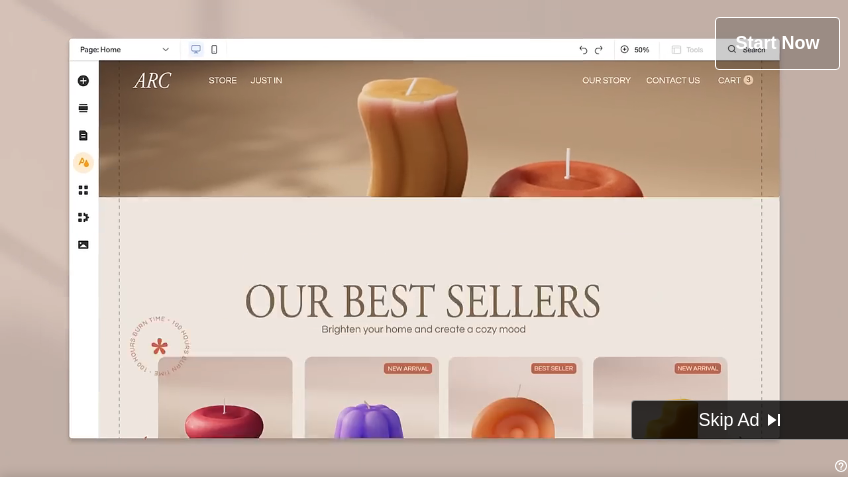 Start Now
Page: Home
50%
Tools
Search
ARC
STORE
JUST IN
OUR STORY
CONTACT US
CART 3
OUR BEST SELLERS
Brighten your home and create a cozy mood
100 HOURS BURN TIME • 100 HOURS BURN TIME •
NEW ARRIVAL
BEST SELLER
NEW ARRIVAL
Skip Ad